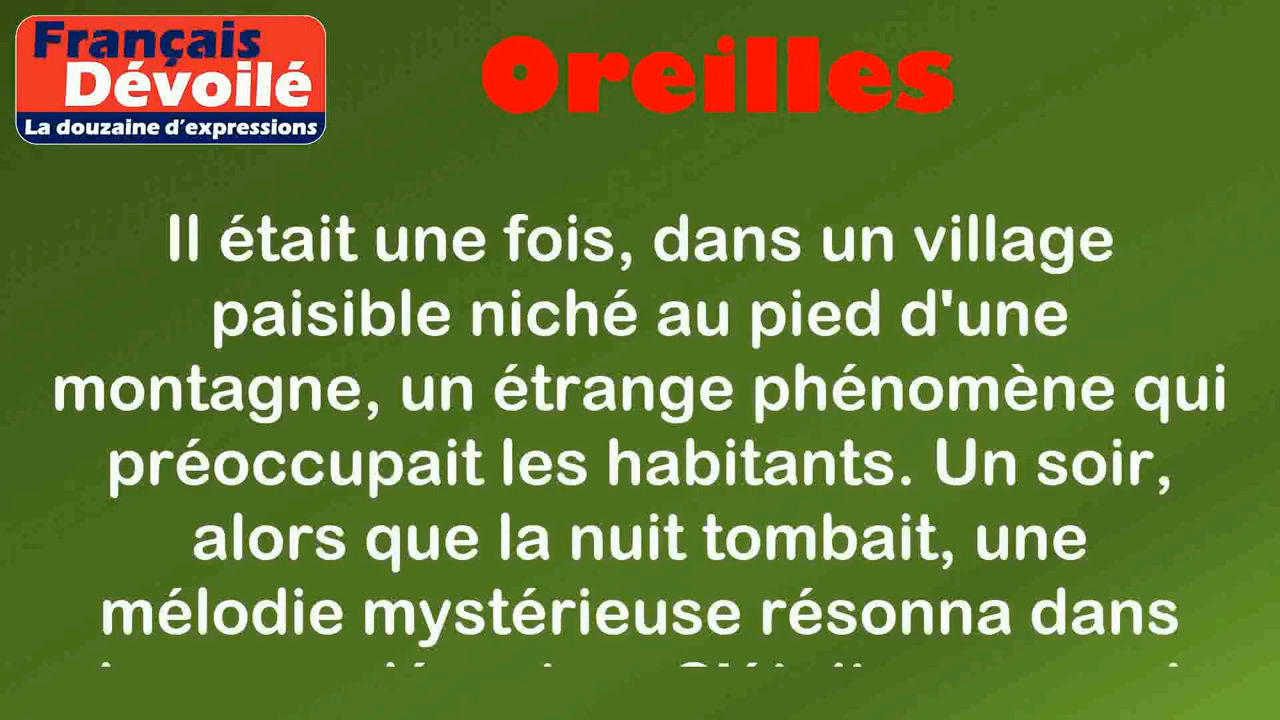 Français
Dévoilé
La douzaine d'expressions
Oreilles
Il était une fois, dans un village
paisible niché au pied d'une
montagne, un étrange phénomène qui
préoccupait les habitants. Un soir,
alors que la nuit tombait, une
mélodie mystérieuse résonna dans